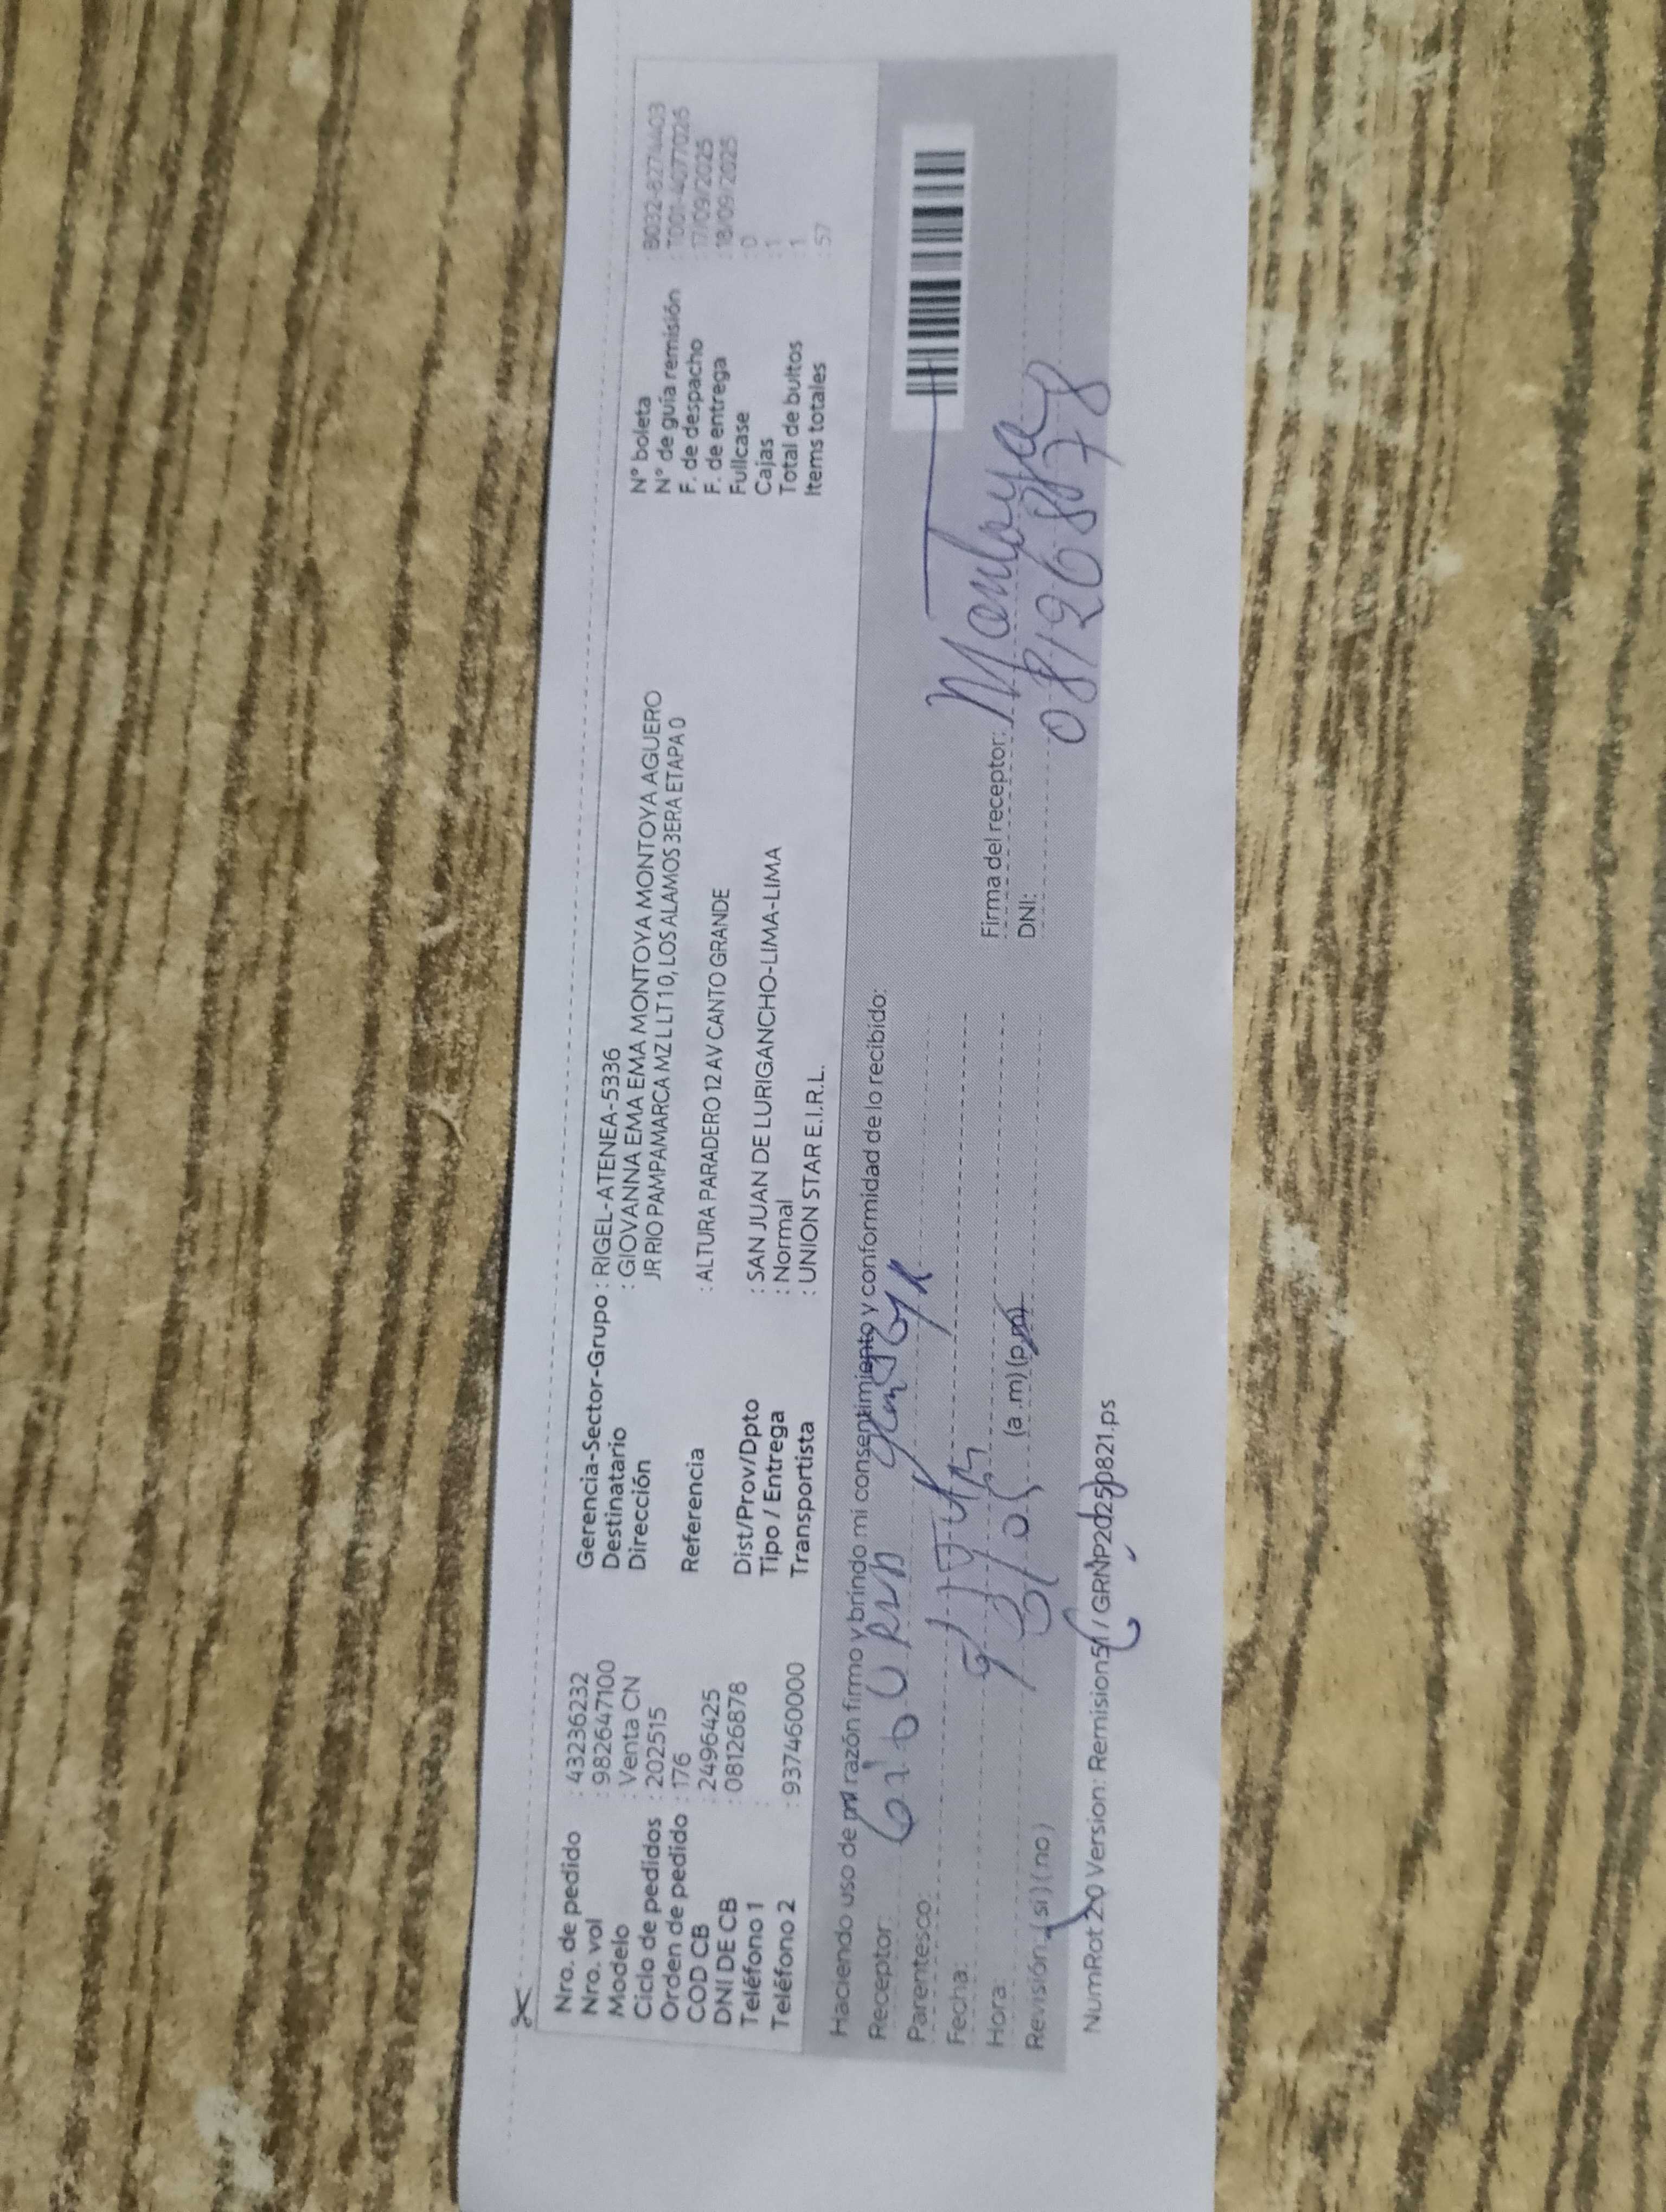 Nro. de pedido : 43236232
Nro. vol : 982647100
Modelo : Venta CN
Ciclo de pedidos : 202515
Orden de pedido : 176
COD CB : 24966425
DNI DE CB : 08126878
Teléfono 1 :
Teléfono 2 : 937460000
Gerencia-Sector-Grupo : RIGEL-ATENEA-5336
Destinatario : GIOVANNA EMA EMA MONTOYA MONTOYA MONTOYA AGUERO
Dirección JR RIO PAMPAMARCA MZ L LT 10, LOS ALAMOS 3ERA ETAPA 0
Referencia : ALTURA PARADERO 12 AV CANTO GRANDE
Dist/Prov/Dpto : SAN JUAN DE LURIGANCHO-LIMA-LIMA
Tipo / Entrega : Normal
Transportista : UNION STAR E.I.R.L.
N° boleta : B032-82774403
N° de guía remisión : T001-4077026
F. de despacho : 17/09/2025
F. de entrega : 18/09/2025
Fullcase : 0
Cajas : 1
Total de bultos : 1
Items totales : 57
Haciendo uso de mi razón firmo y brindo mi consentimiento y conformidad de lo recibido:
Receptor:
Parentesco:
Fecha:
Hora: (a .m) (p.m)
Revisión: (si) (no)
Firma del receptor: Montoya
DNI: 08126878
NumRot 2.0 Version: Remision51 / GRNP20250821.ps